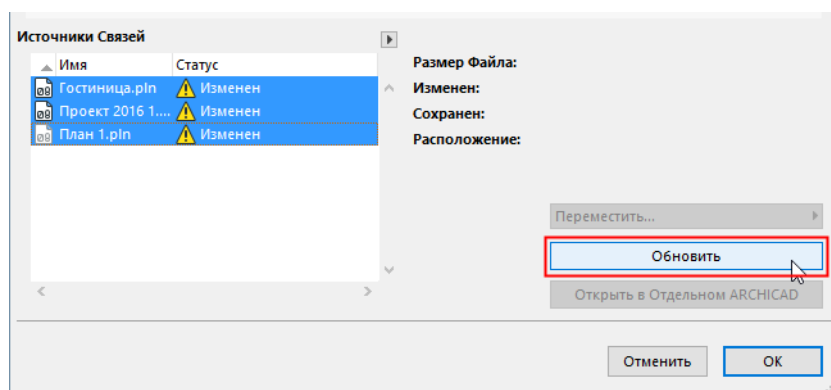 Источники Связей
Имя Статус
Гостиница.pln Изменен
Проект 2016 1.... Изменен
План 1.pln Изменен
Размер Файла:
Изменен:
Сохранен:
Расположение:
Переместить...
Обновить
Открыть в Отдельном ARCHICAD
Отменить OK